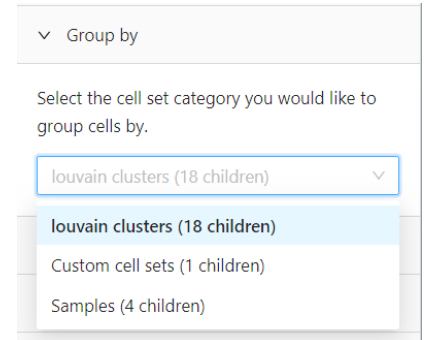 Group by
Select the cell set category you would like to
group cells by.
louvain clusters (18 children)
louvain clusters (18 children)
Custom cell sets (1 children)
Samples (4 children)